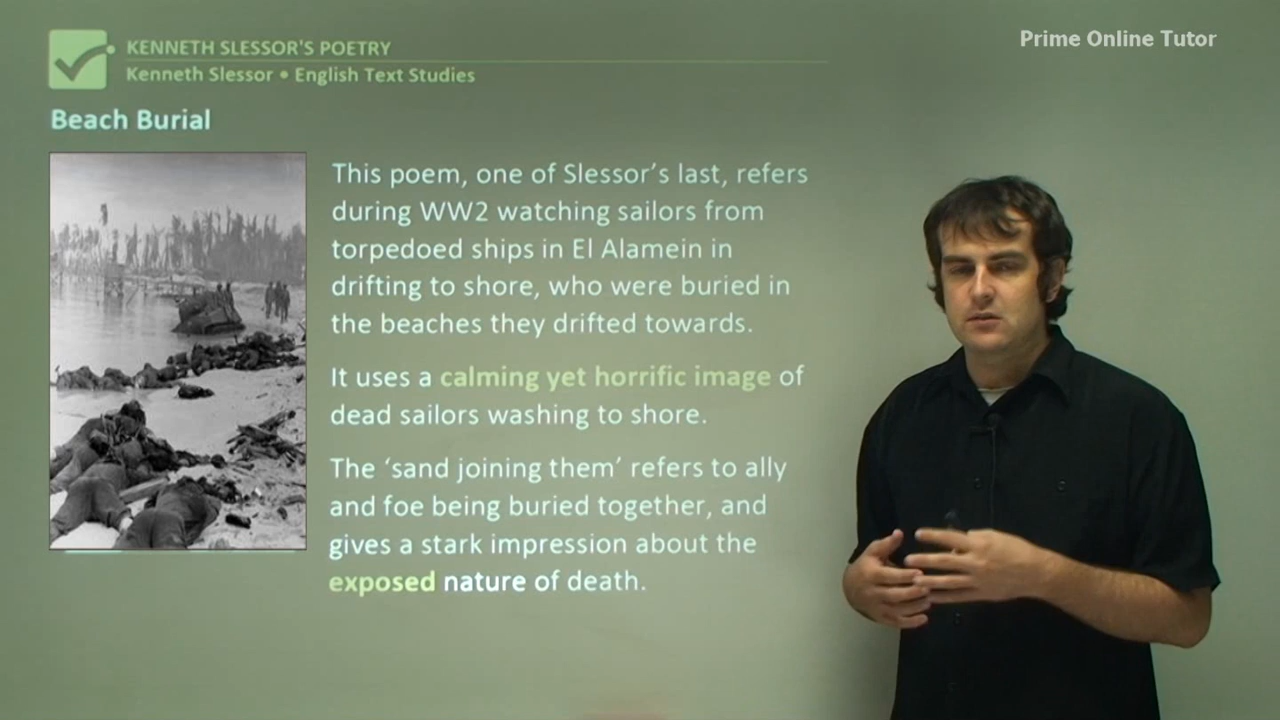 KENNETH SLESSOR'S POETRY
Prime Online Tutor
Kenneth Slessor • English Text Studies
Beach Burial
This poem, one of Slessor’s last, refers
during WW2 watching sailors from
torpedoed ships in El Alamein in
drifting to shore, who were buried in
the beaches they drifted towards.
It uses a calming yet horrific image of
dead sailors washing to shore.
The ‘sand joining them’ refers to ally
and foe being buried together, and
gives a stark impression about the
exposed nature of death.